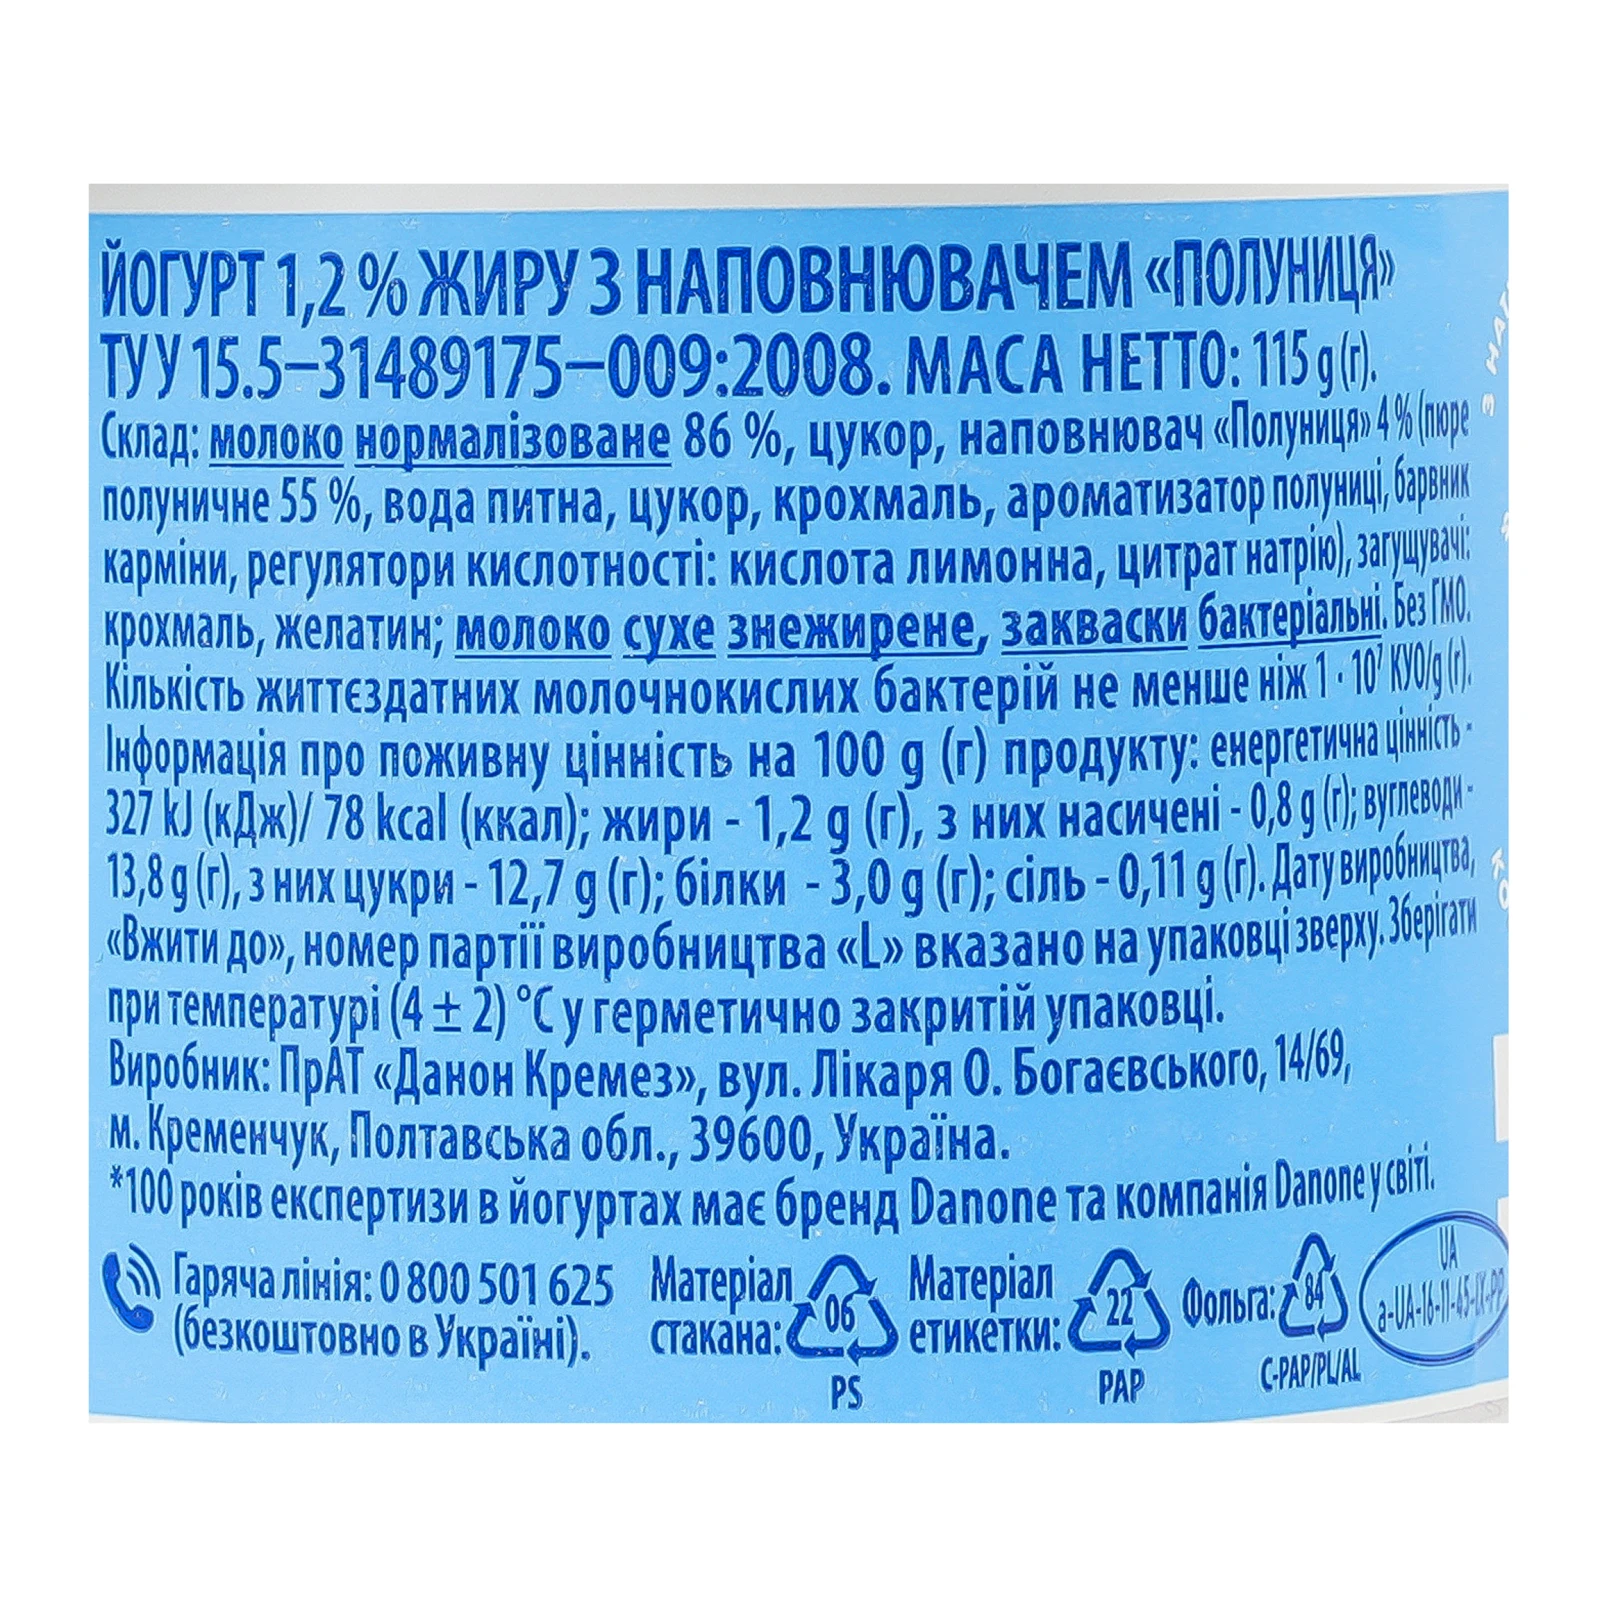 ЙОГУРТ 1,2 % ЖИРУ З НАПОВНЮВАЧЕМ «ПОЛУНИЦЯ»
ТУ У 15.5–31489175–009:2008. МАСА НЕТТО: 115 g (г).
Склад: молоко нормалізоване 86 %, цукор, наповнювач «Полуниця» 4 % (пюре
полуничне 55 %, вода питна, цукор, крохмаль, ароматизатор полуниці, барвник
карміни, регулятори кислотності: кислота лимонна, цитрат натрію), загущувачі:
крохмаль, желатин; молоко сухе знежирене, закваски бактеріальні. Без ГМО.
Кількість життєздатних молочнокислих бактерій не менше ніж 1 · 10⁷ КУО/g (г).
Інформація про поживну цінність на 100 g (г) продукту: енергетична цінність -
327 kJ (кДж)/ 78 kcal (ккал); жири - 1,2 g (г), з них насичені - 0,8 g (г); вуглеводи -
13,8 g (г), з них цукри - 12,7 g (г); білки - 3,0 g (г); сіль - 0,11 g (г). Дату виробництва,
«Вжити до», номер партії виробництва «L» вказано на упаковці зверху. Зберігати
при температурі (4 ± 2) °C у герметично закритій упаковці.
Виробник: ПрАТ «Данон Кремез», вул. Лікаря О. Богаєвського, 14/69,
м. Кременчук, Полтавська обл., 39600, Україна.
*100 років експертизи в йогуртах має бренд Danone та компанія Danone у світі.
Гаряча лінія: 0 800 501 625
(безкоштовно в Україні).
Матеріал
стакана:
06
PS
Матеріал
етикетки:
22
PAP
Фольга:
84
C-PAP/PL/AL
UA
a-UA-16-11-45-IX-PP